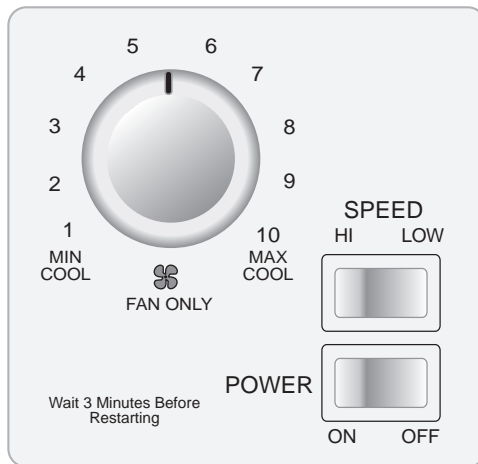 5 6
4 7
3 8
2 9
1 10
MIN
COOL
MAX
COOL
FAN ONLY
SPEED
HI LOW
POWER
ON OFF
Wait 3 Minutes Before
Restarting